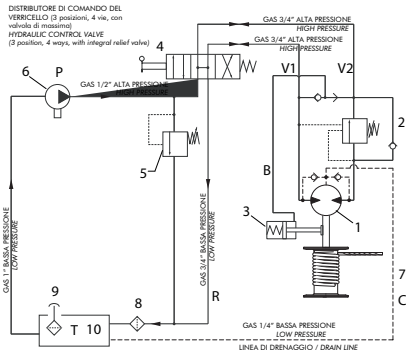 DISTRIBUTORE DI COMANDO DEL
VERRICELLO (3 posizioni, 4 vie, con
valvola di massima)
HYDRAULIC CONTROL VALVE
(3 position, 4 ways, with integral relief valve)
GAS 3/4" ALTA PRESSIONE
HIGH PRESSURE
GAS 3/4" ALTA PRESSIONE
HIGH PRESSURE
4
6
P
GAS 1/2" ALTA PRESSIONE
HIGH PRESSURE
V1
V2
2
5
B
3
1
GAS 1" BASSA PRESSIONE
LOW PRESSURE
GAS 3/4" BASSA PRESSIONE
LOW PRESSURE
R
7
C
9
8
T 10
GAS 1/4" BASSA PRESSIONE
LOW PRESSURE
LINEA DI DRENAGGIO / DRAIN LINE